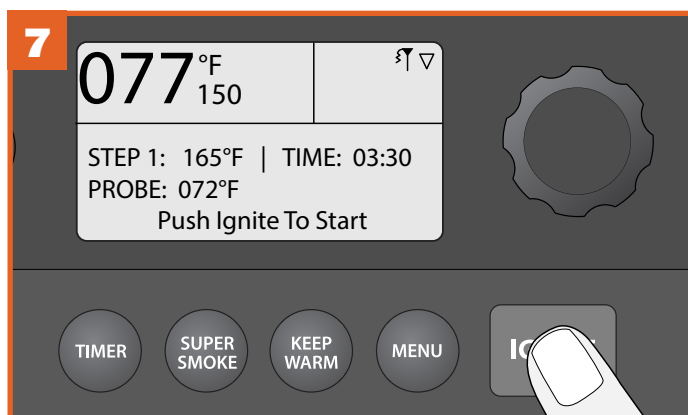 7
077 °F
150
STEP 1: 165°F | TIME: 03:30
PROBE: 072°F
Push Ignite To Start
TIMER
SUPER
SMOKE
KEEP
WARM
MENU